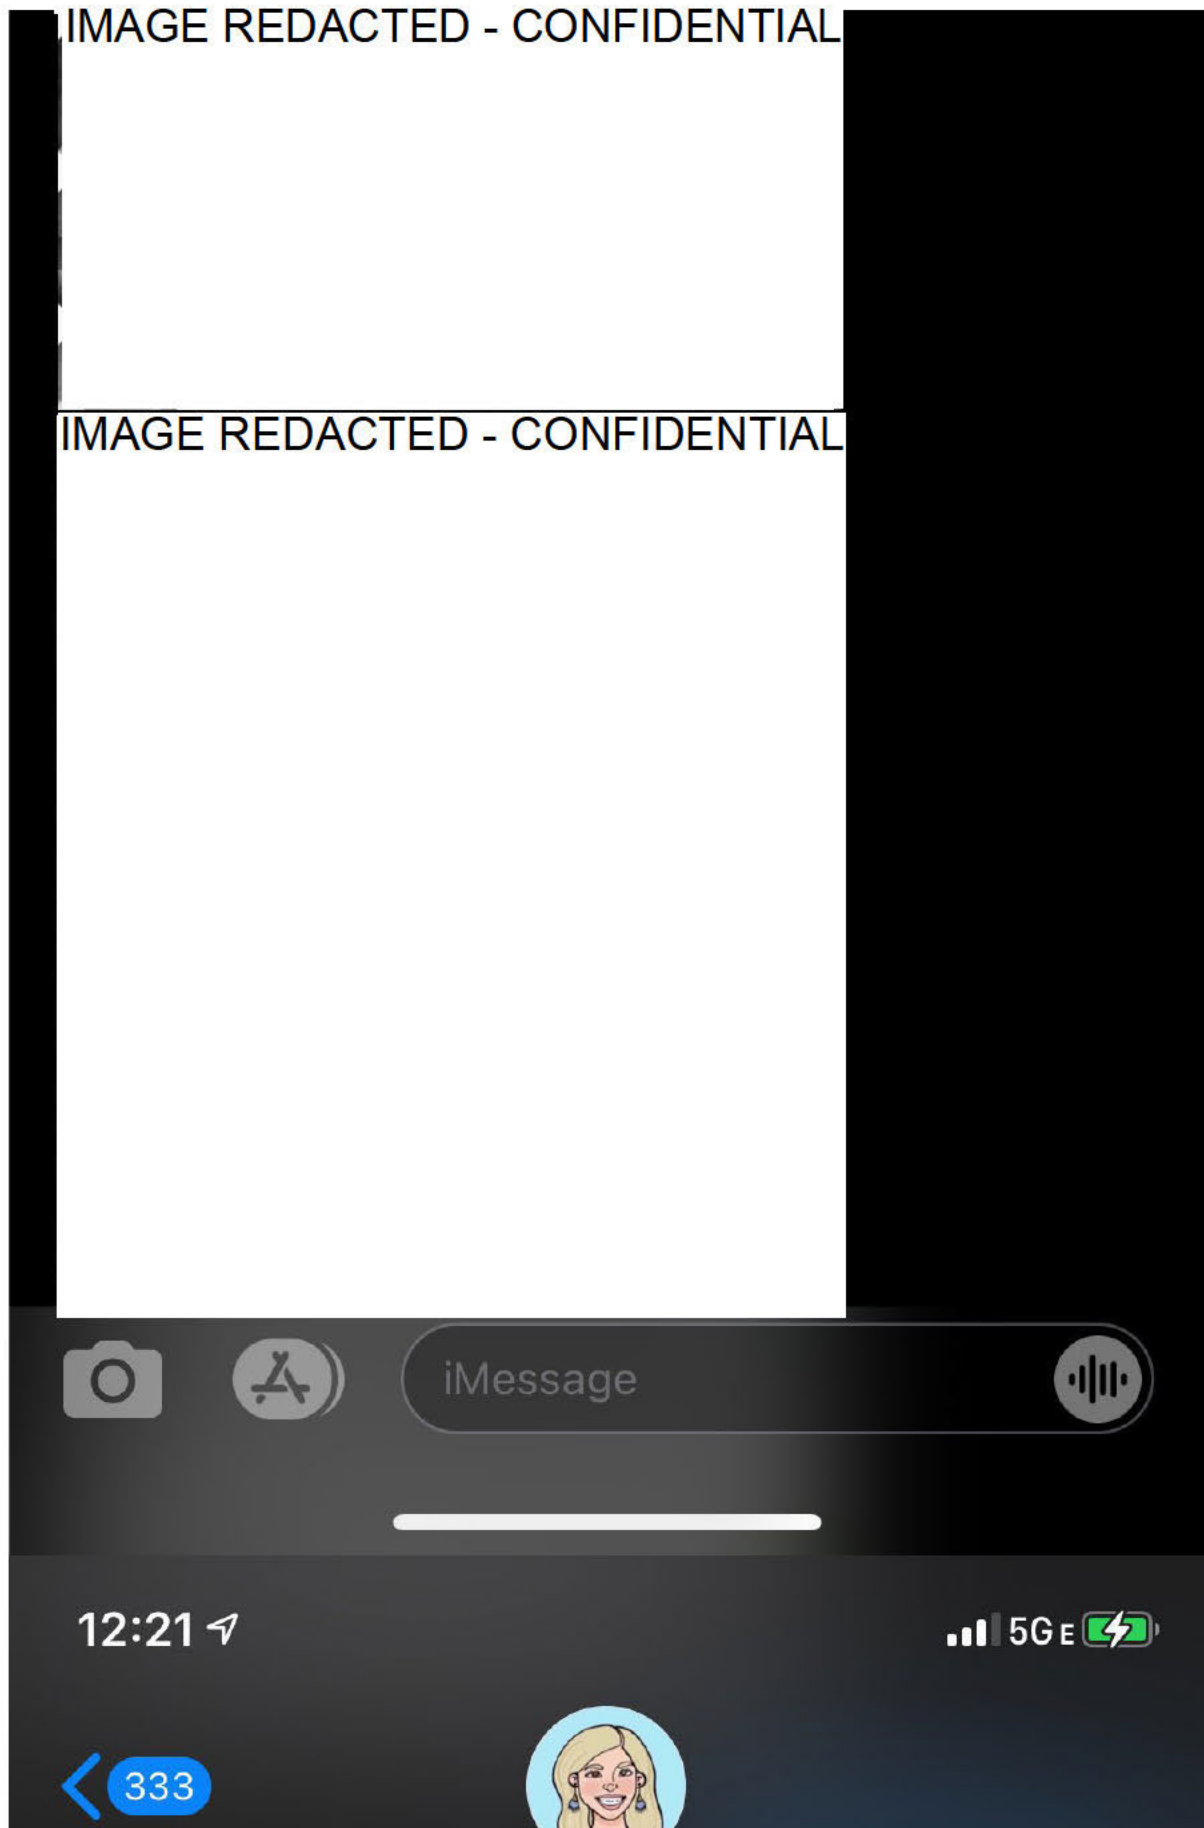 IMAGE REDACTED - CONFIDENTIAL
IMAGE REDACTED - CONFIDENTIAL
iMessage
12:21 5G E
333